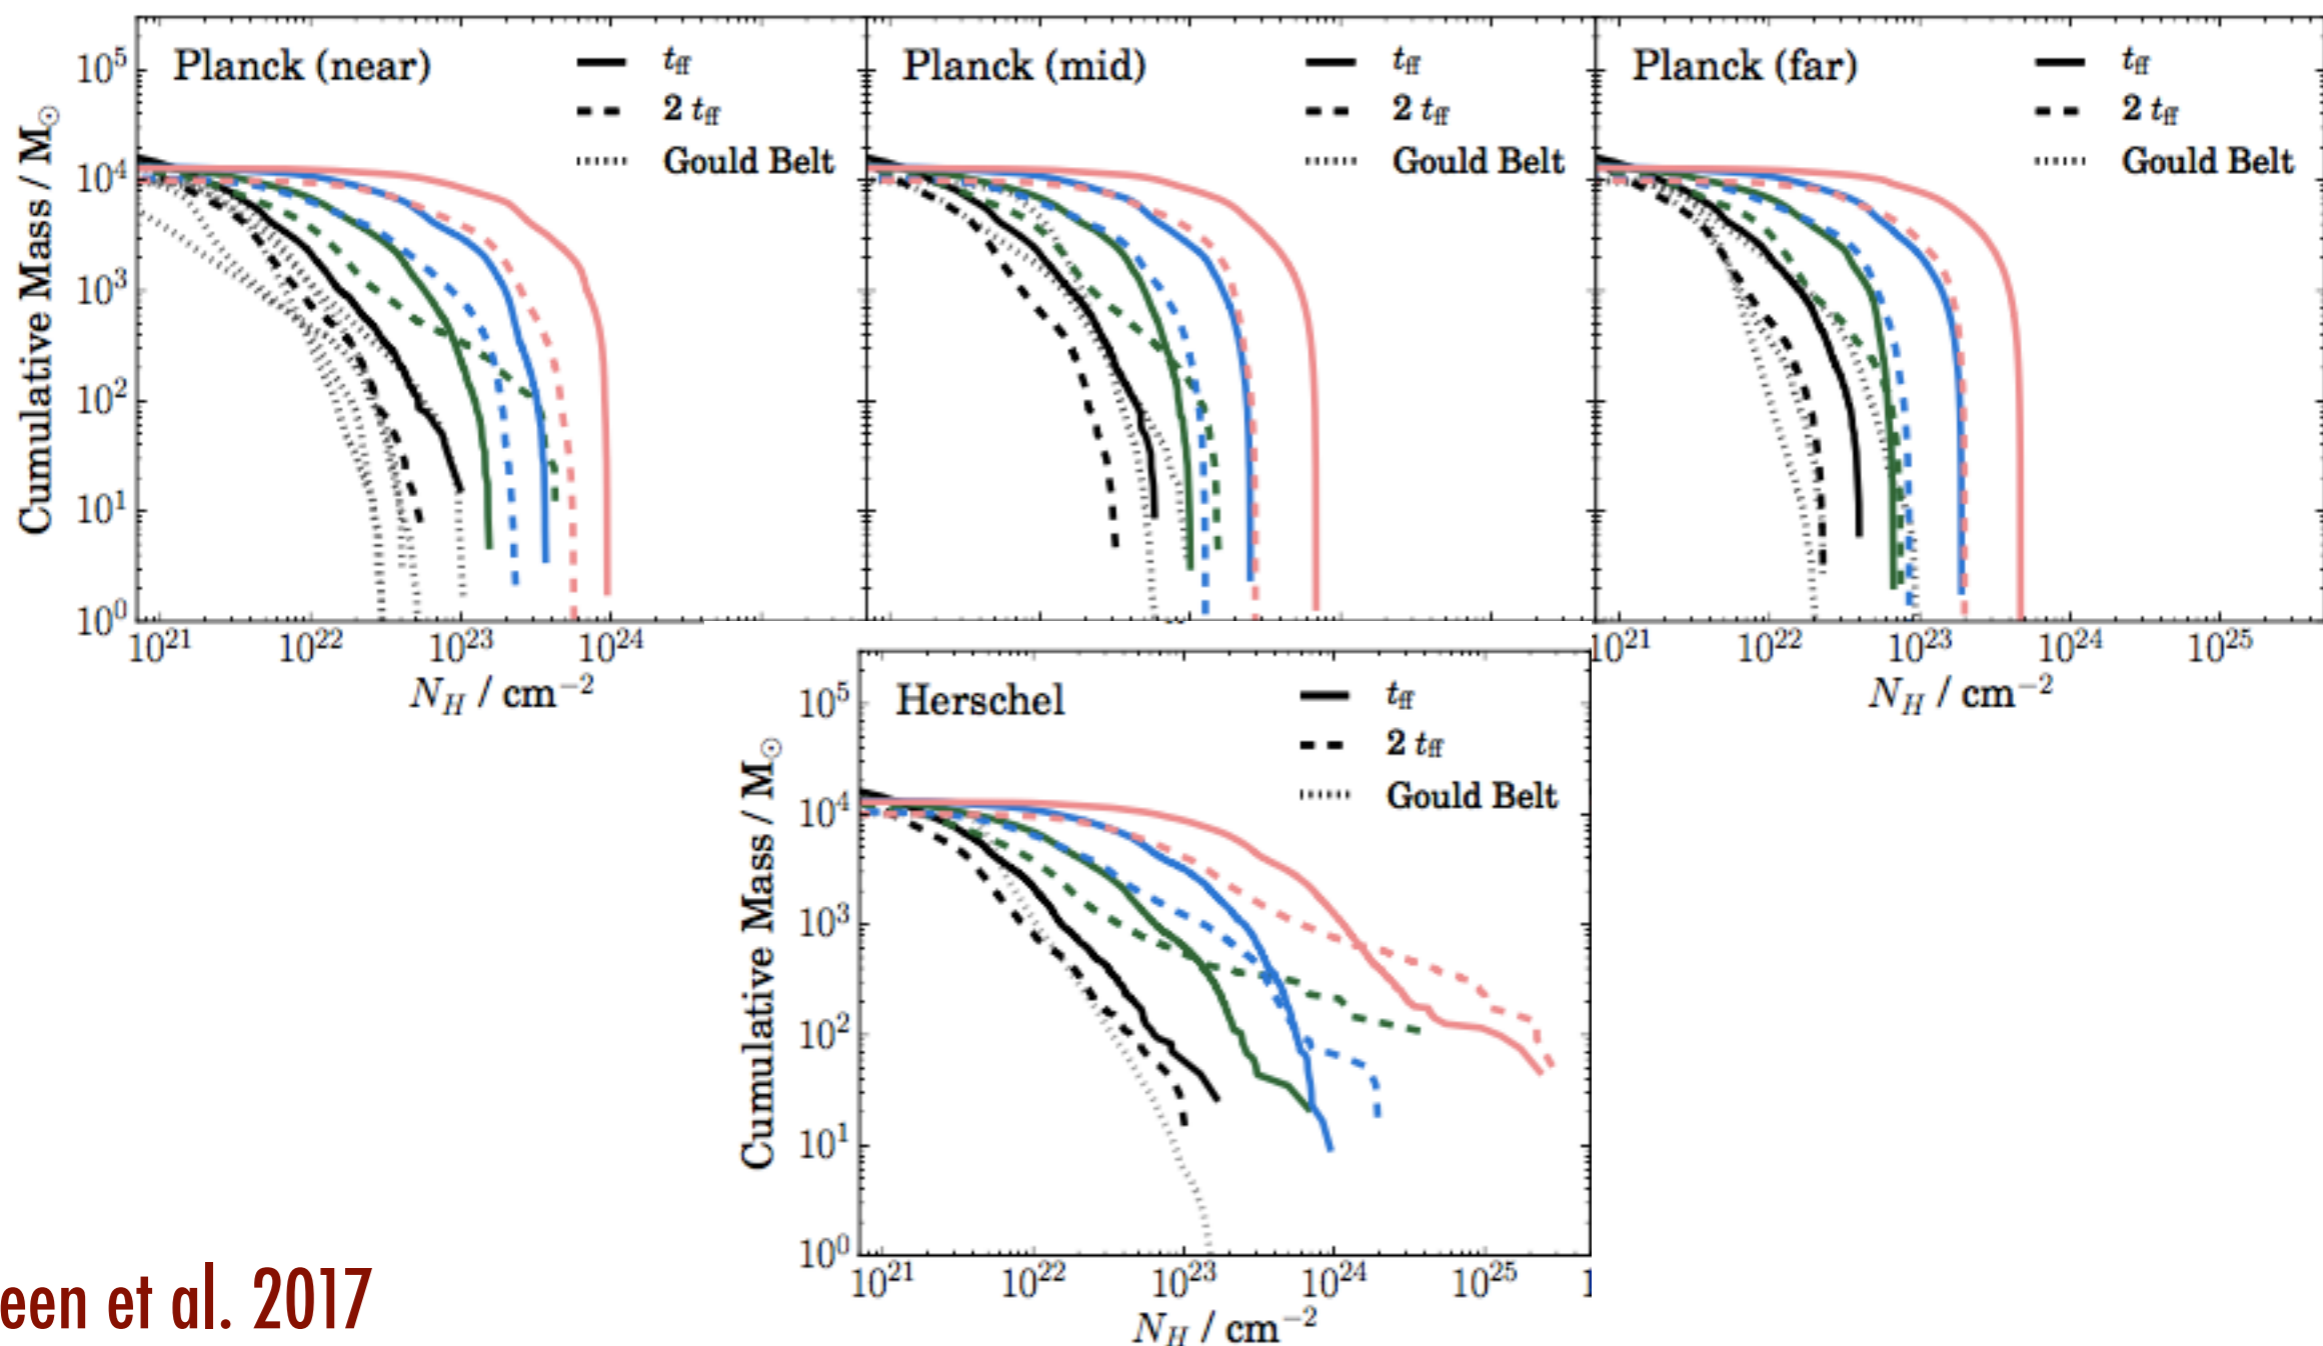 Planck (near)
t_ff
2 t_ff
Gould Belt
Cumulative Mass / M_⊙
10^5
10^4
10^3
10^2
10^1
10^0
10^21 10^22 10^23 10^24
N_H / cm^−2
Planck (mid)
t_ff
2 t_ff
Gould Belt
Planck (far)
t_ff
2 t_ff
Gould Belt
10^21 10^22 10^23 10^24 10^25
N_H / cm^−2
Herschel
t_ff
2 t_ff
Gould Belt
Cumulative Mass / M_⊙
10^5
10^4
10^3
10^2
10^1
10^0
10^21 10^22 10^23 10^24 10^25 1
N_H / cm^−2
een et al. 2017